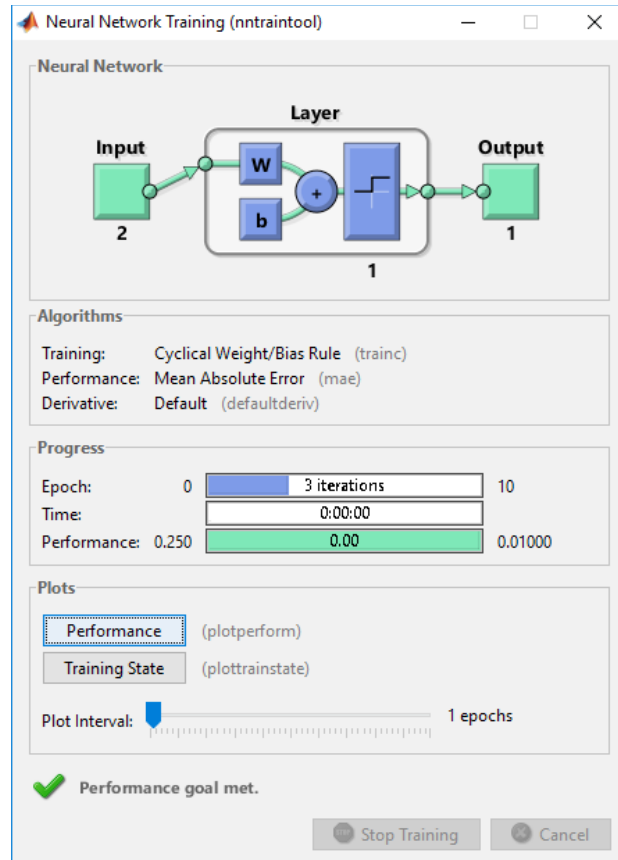 Neural Network Training (nntraintool)
Neural Network
Layer
Input
Output
W
b
+
2
1
1
Algorithms
Training: Cyclical Weight/Bias Rule (trainc)
Performance: Mean Absolute Error (mae)
Derivative: Default (defaultderiv)
Progress
Epoch: 0 3 iterations 10
Time: 0:00:00
Performance: 0.250 0.00 0.01000
Plots
Performance (plotperform)
Training State (plottrainstate)
Plot Interval: 1 epochs
Performance goal met.
Stop Training Cancel